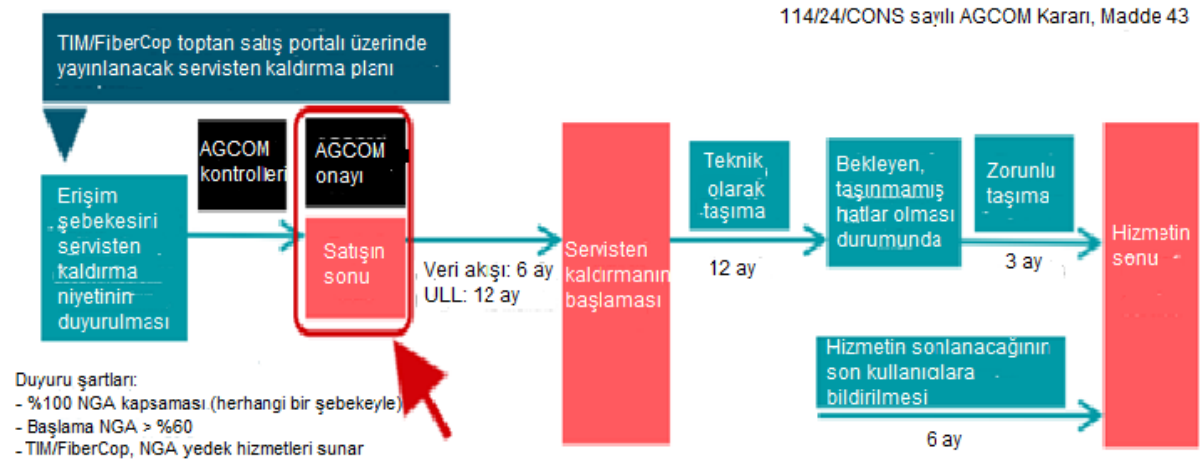 114/24/CONS sayılı AGCOM Kararı, Madde 43
TIM/FiberCop toptan satış portalı üzerinde
yayınlanacak servisten kaldırma planı
AGCOM
kontrolleri
AGCOM
onayı
Erişim
şebekesini
servisten
kaldırma
niyetinin
duyurulması
Satışın
sonu
Veri akışı: 6 ay
ULL: 12 ay
Servisten
kaldırmanın
başlaması
Teknik
olarak
taşıma
12 ay
Bekleyen,
taşınmamış
hatlar olması
durumunda
Zorunlu
taşıma
3 ay
Hizmetin
sonu
Hizmetin sonlanacağının
son kullanıcılara
bildirilmesi
6 ay
Duyuru şartları:
- %100 NGA kapsaması (herhangi bir şebekeyle)
- Başlama NGA > %60
- TIM/FiberCop, NGA yedek hizmetleri sunar